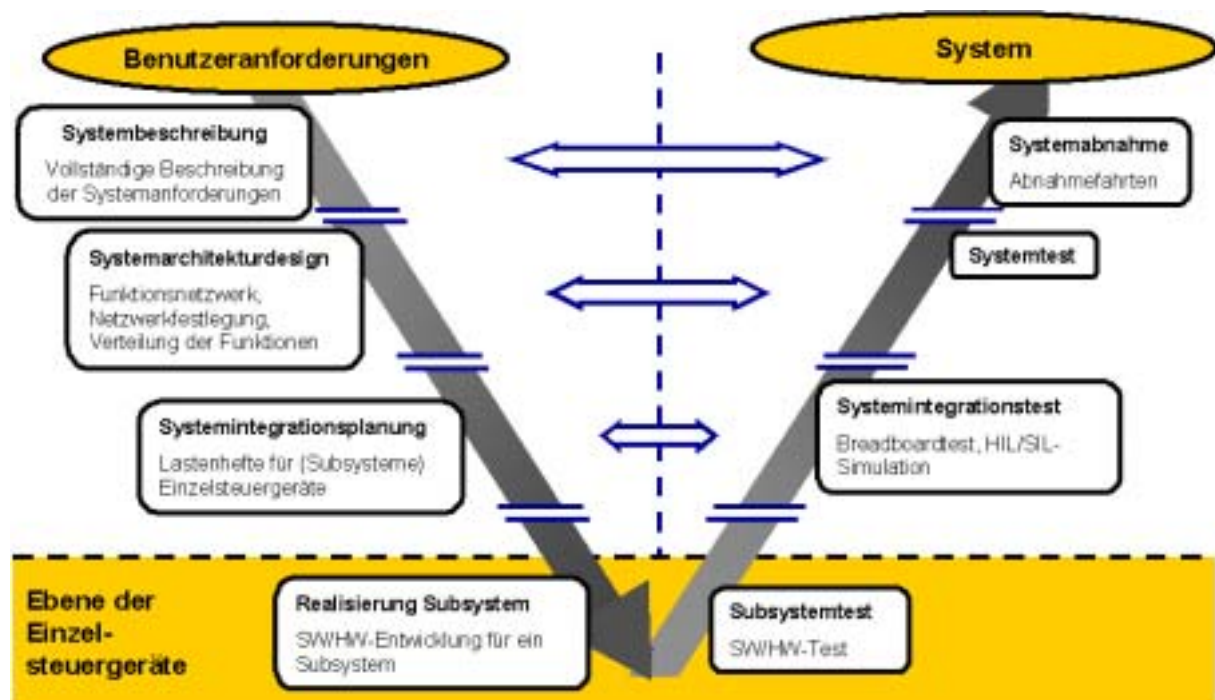 Benutzeranforderungen
System
Systembeschreibung
Vollständige Beschreibung
der Systemanforderungen
Systemabnahme
Abnahmefahrten
Systemarchitekturdesign
Funktionsnetzwerk,
Netzwerkfestlegung,
Verteilung der Funktionen
Systemtest
Systemintegrationsplanung
Lastenhefte für (Subsysteme)
Einzelsteuergeräte
Systemintegrationstest
Breadboardtest, HIL/SIL-
Simulation
Ebene der
Einzel-
steuergeräte
Realisierung Subsystem
SW/HW-Entwicklung für ein
Subsystem
Subsystemtest
SW/HW-Test